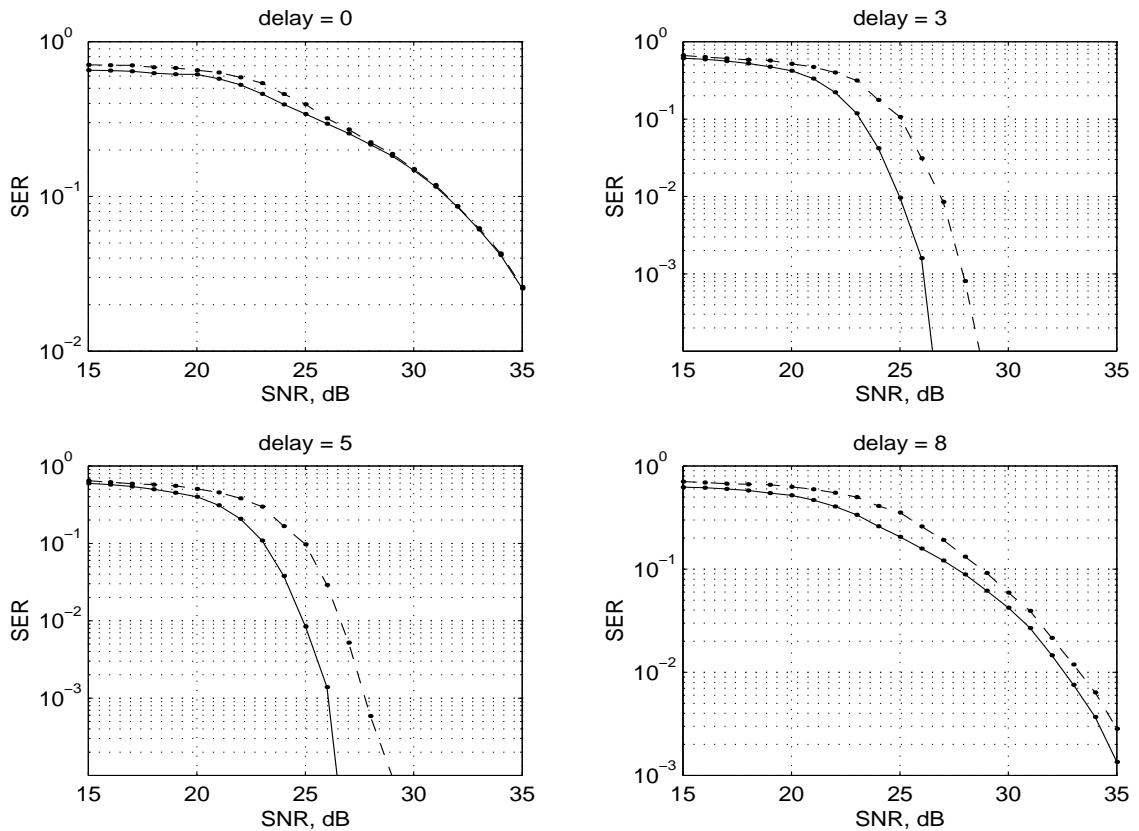 delay = 0
10^0
10^-1
10^-2
SER
15 20 25 30 35
SNR, dB
delay = 3
10^0
10^-1
10^-2
10^-3
SER
15 20 25 30 35
SNR, dB
delay = 5
10^0
10^-1
10^-2
10^-3
SER
15 20 25 30 35
SNR, dB
delay = 8
10^0
10^-1
10^-2
10^-3
SER
15 20 25 30 35
SNR, dB